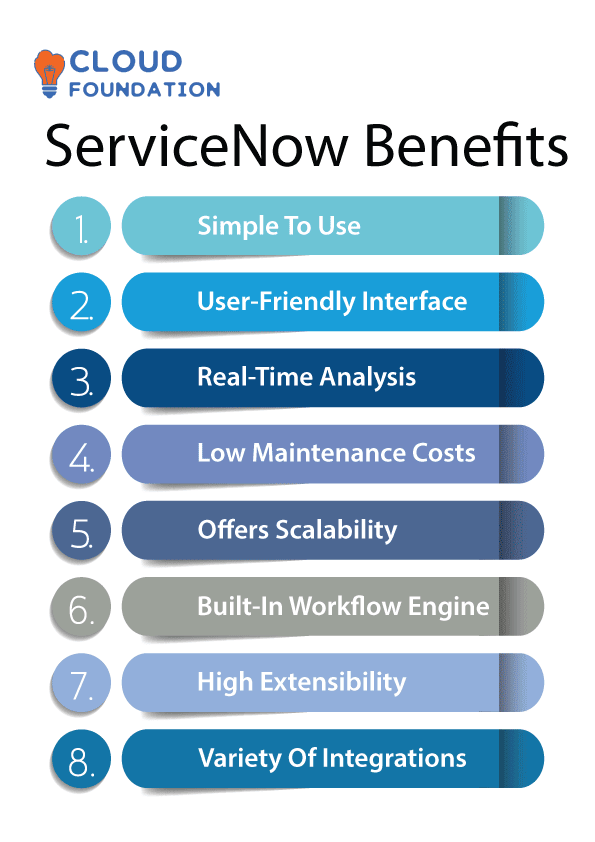 CLOUD
FOUNDATION
ServiceNow Benefits
1. Simple To Use
2. User-Friendly Interface
3. Real-Time Analysis
4. Low Maintenance Costs
5. Offers Scalability
6. Built-In Workflow Engine
7. High Extensibility
8. Variety Of Integrations